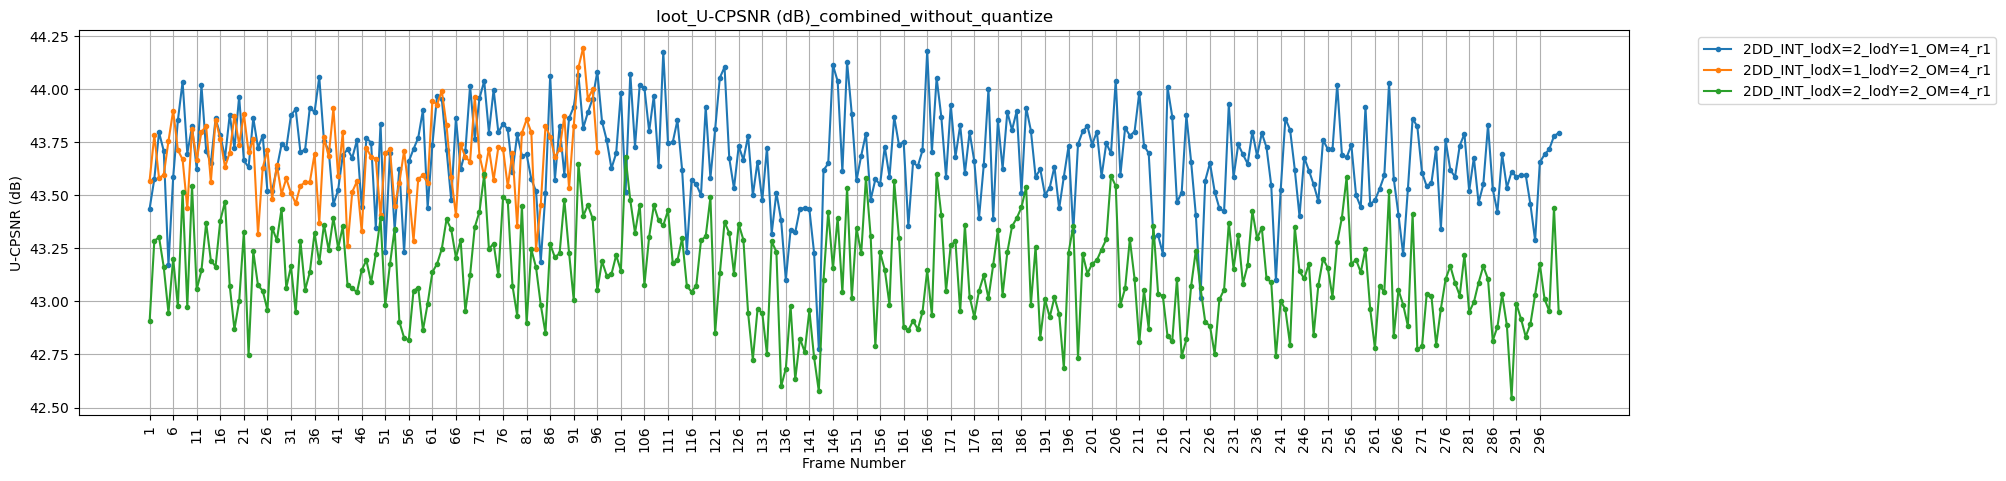 loot_U-CPSNR (dB)_combined_without_quantize
44.25
44.00
43.75
43.50
43.25
43.00
42.75
42.50
U-CPSNR (dB)
1 6 11 16 21 26 31 36 41 46 51 56 61 66 71 76 81 86 91 96 101 106 111 116 121 126 131 136 141 146 151 156 161 166 171 176 181 186 191 196 201 206 211 216 221 226 231 236 241 246 251 256 261 266 271 276 281 286 291 296
Frame Number
2DD_INT_lodX=2_lodY=1_OM=4_r1
2DD_INT_lodX=1_lodY=2_OM=4_r1
2DD_INT_lodX=2_lodY=2_OM=4_r1